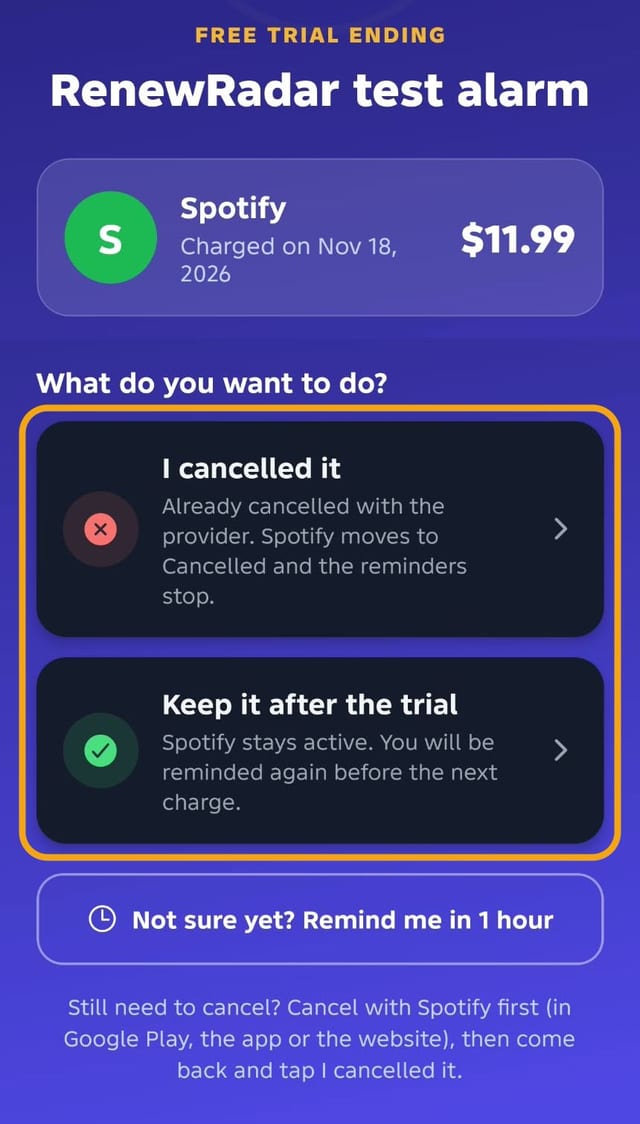 FREE TRIAL ENDING
RenewRadar test alarm
S
Spotify
Charged on Nov 18,
2026
$11.99
What do you want to do?
I cancelled it
Already cancelled with the
provider. Spotify moves to
Cancelled and the reminders
stop.
Keep it after the trial
Spotify stays active. You will be
reminded again before the next
charge.
Not sure yet? Remind me in 1 hour
Still need to cancel? Cancel with Spotify first (in
Google Play, the app or the website), then come
back and tap I cancelled it.